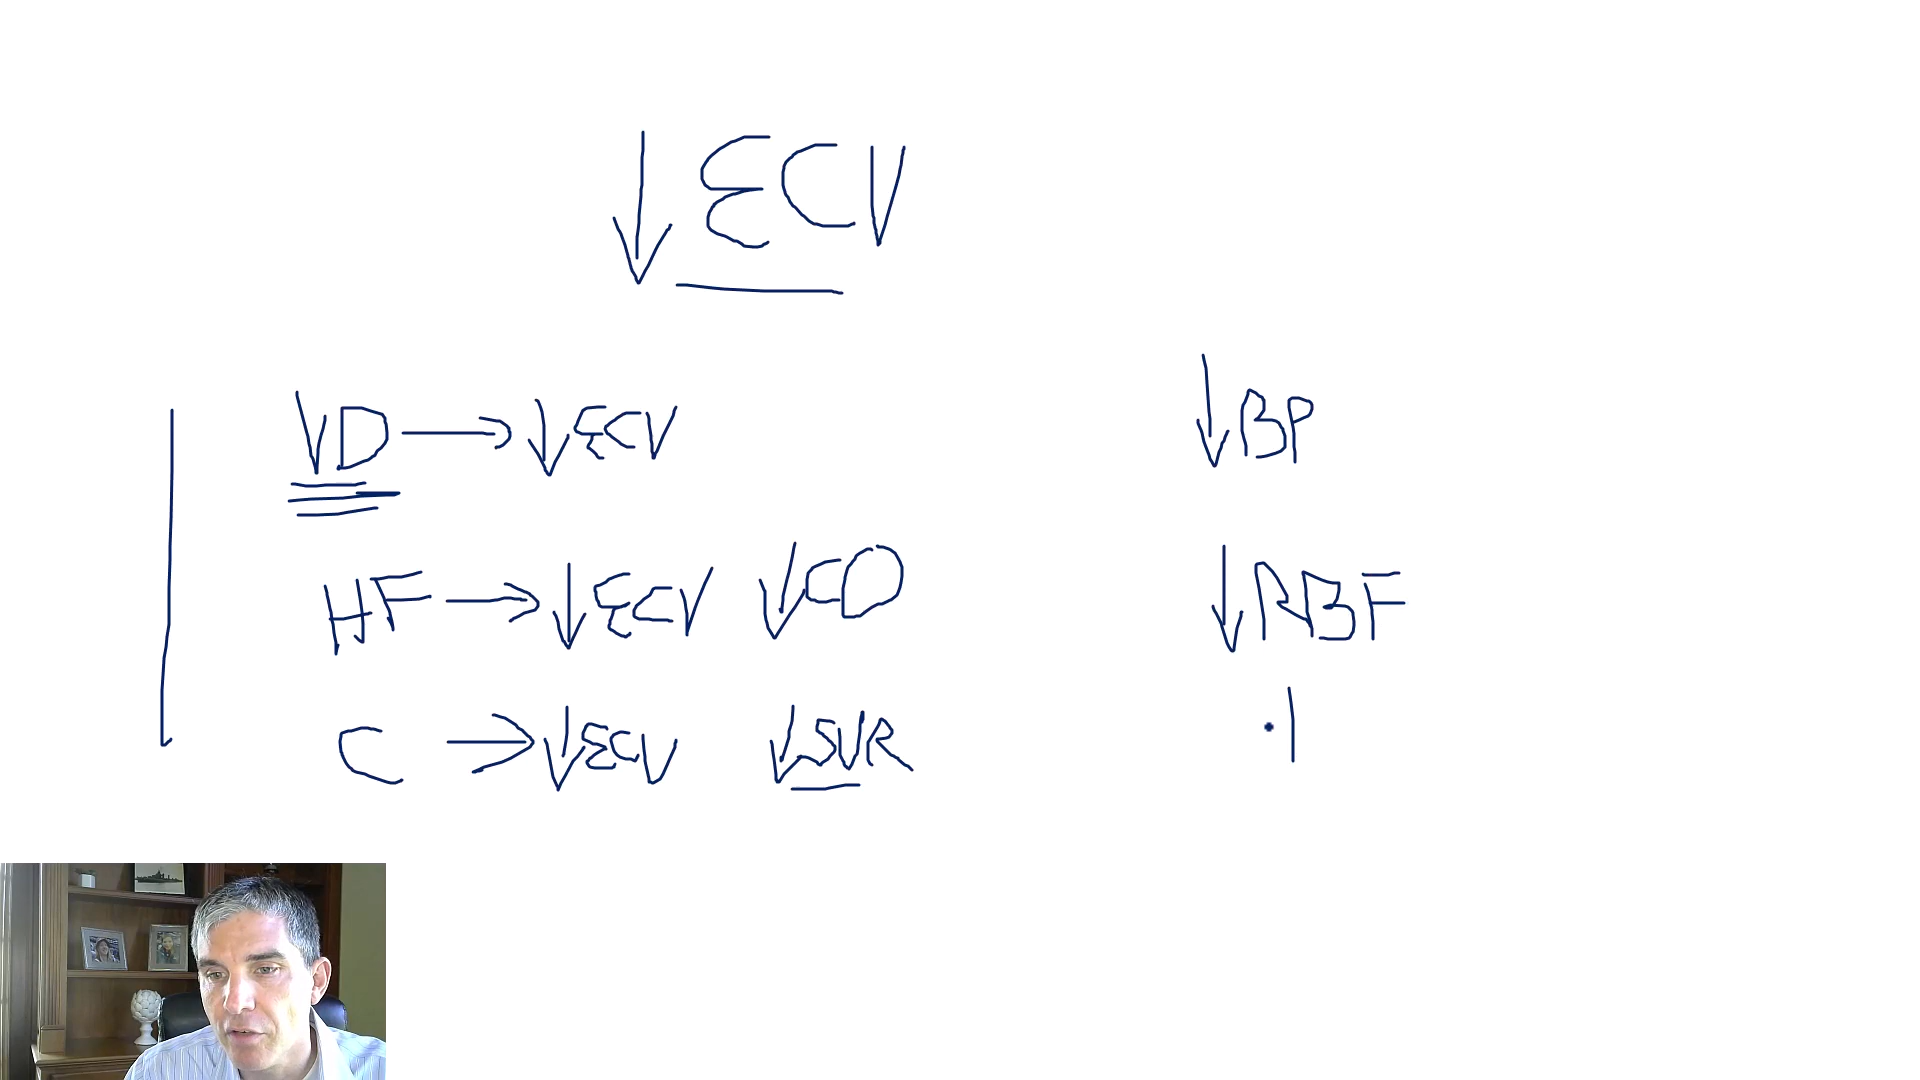 ↓ ECV
VD → ↓ ECV
↓ BP
HF → ↓ ECV ↓ CO
↓ RBF
C → ↓ ECV ↓ SVR